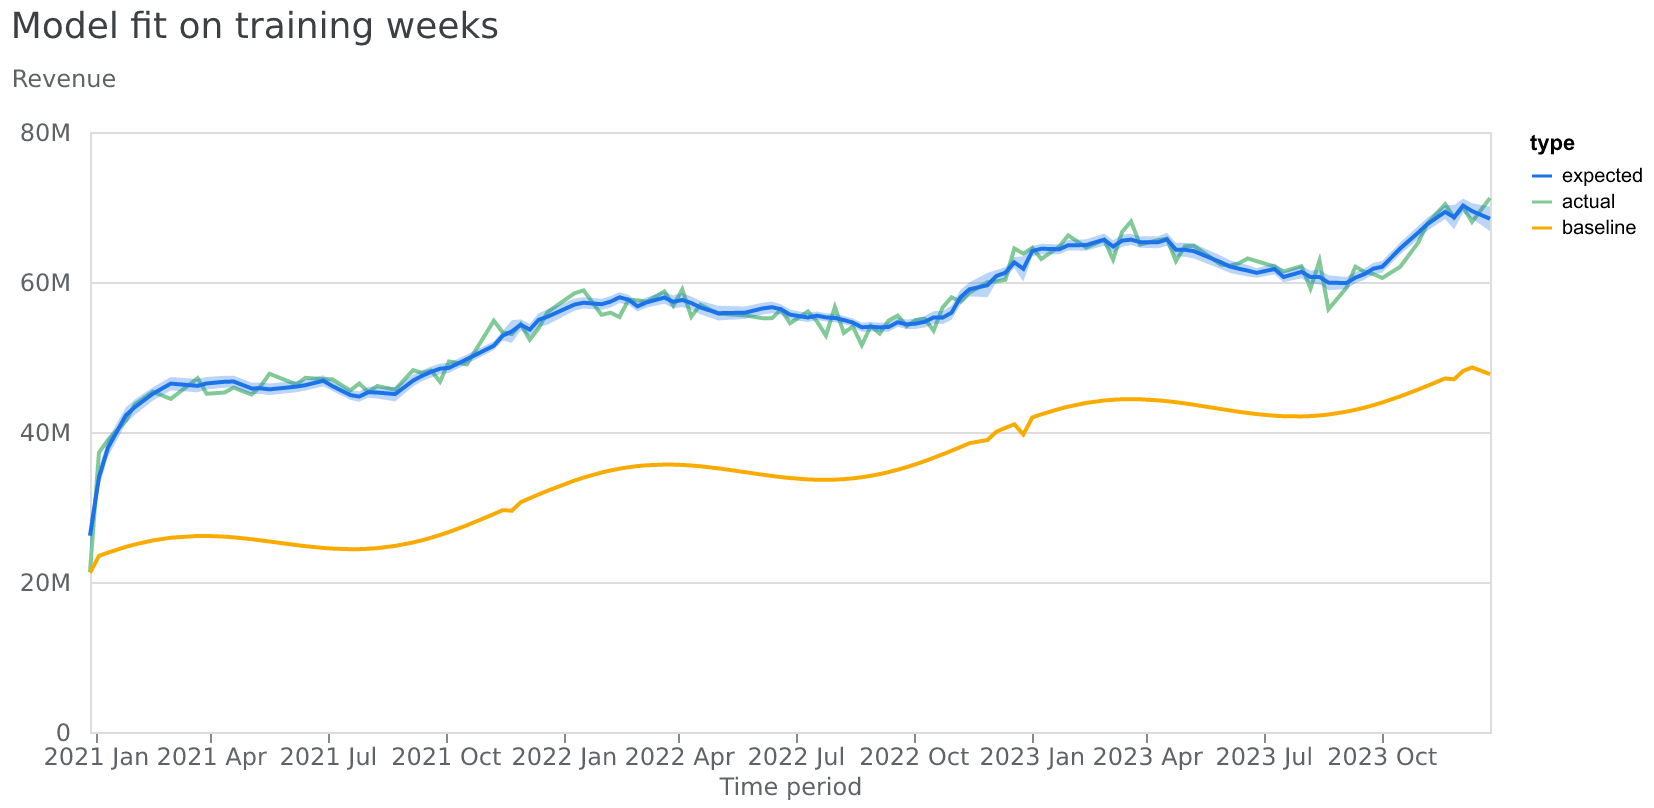 Model fit on training weeks
Revenue
80M
60M
40M
20M
0
2021 Jan 2021 Apr 2021 Jul 2021 Oct 2022 Jan 2022 Apr 2022 Jul 2022 Oct 2023 Jan 2023 Apr 2023 Jul 2023 Oct
Time period
type
expected
actual
baseline